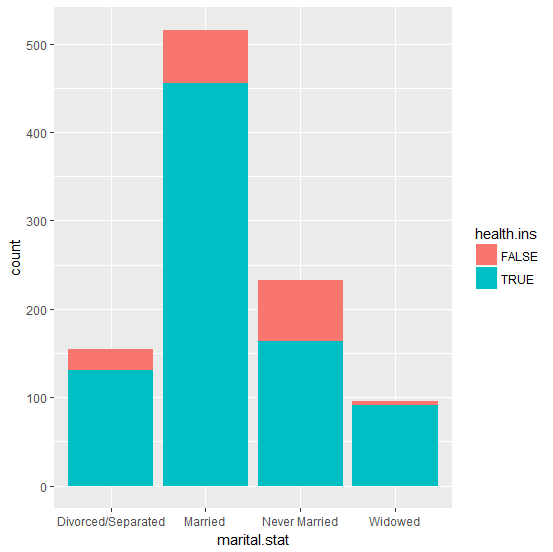 500
400
300
200
100
0
count
Divorced/Separated
Married
Never Married
Widowed
marital.stat
health.ins
FALSE
TRUE